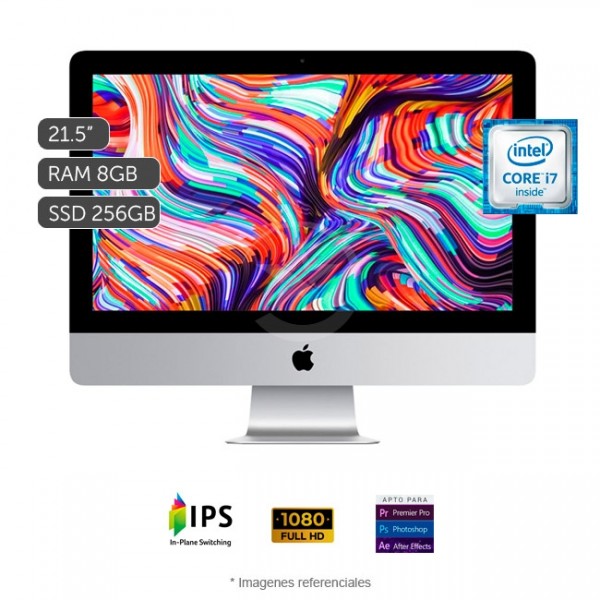 21.5”
RAM 8GB
SSD 256GB
intel
CORE i7
inside™
IPS
In-Plane Switching
1080
FULL HD
APTO PARA
Pr Premier Pro
Ps Photoshop
Ae After Effects
* Imagenes referenciales